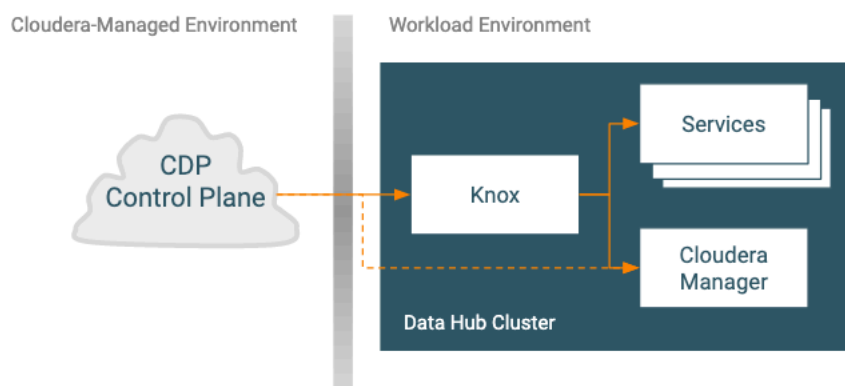 Cloudera-Managed Environment
Workload Environment
CDP
Control Plane
Knox
Services
Cloudera
Manager
Data Hub Cluster